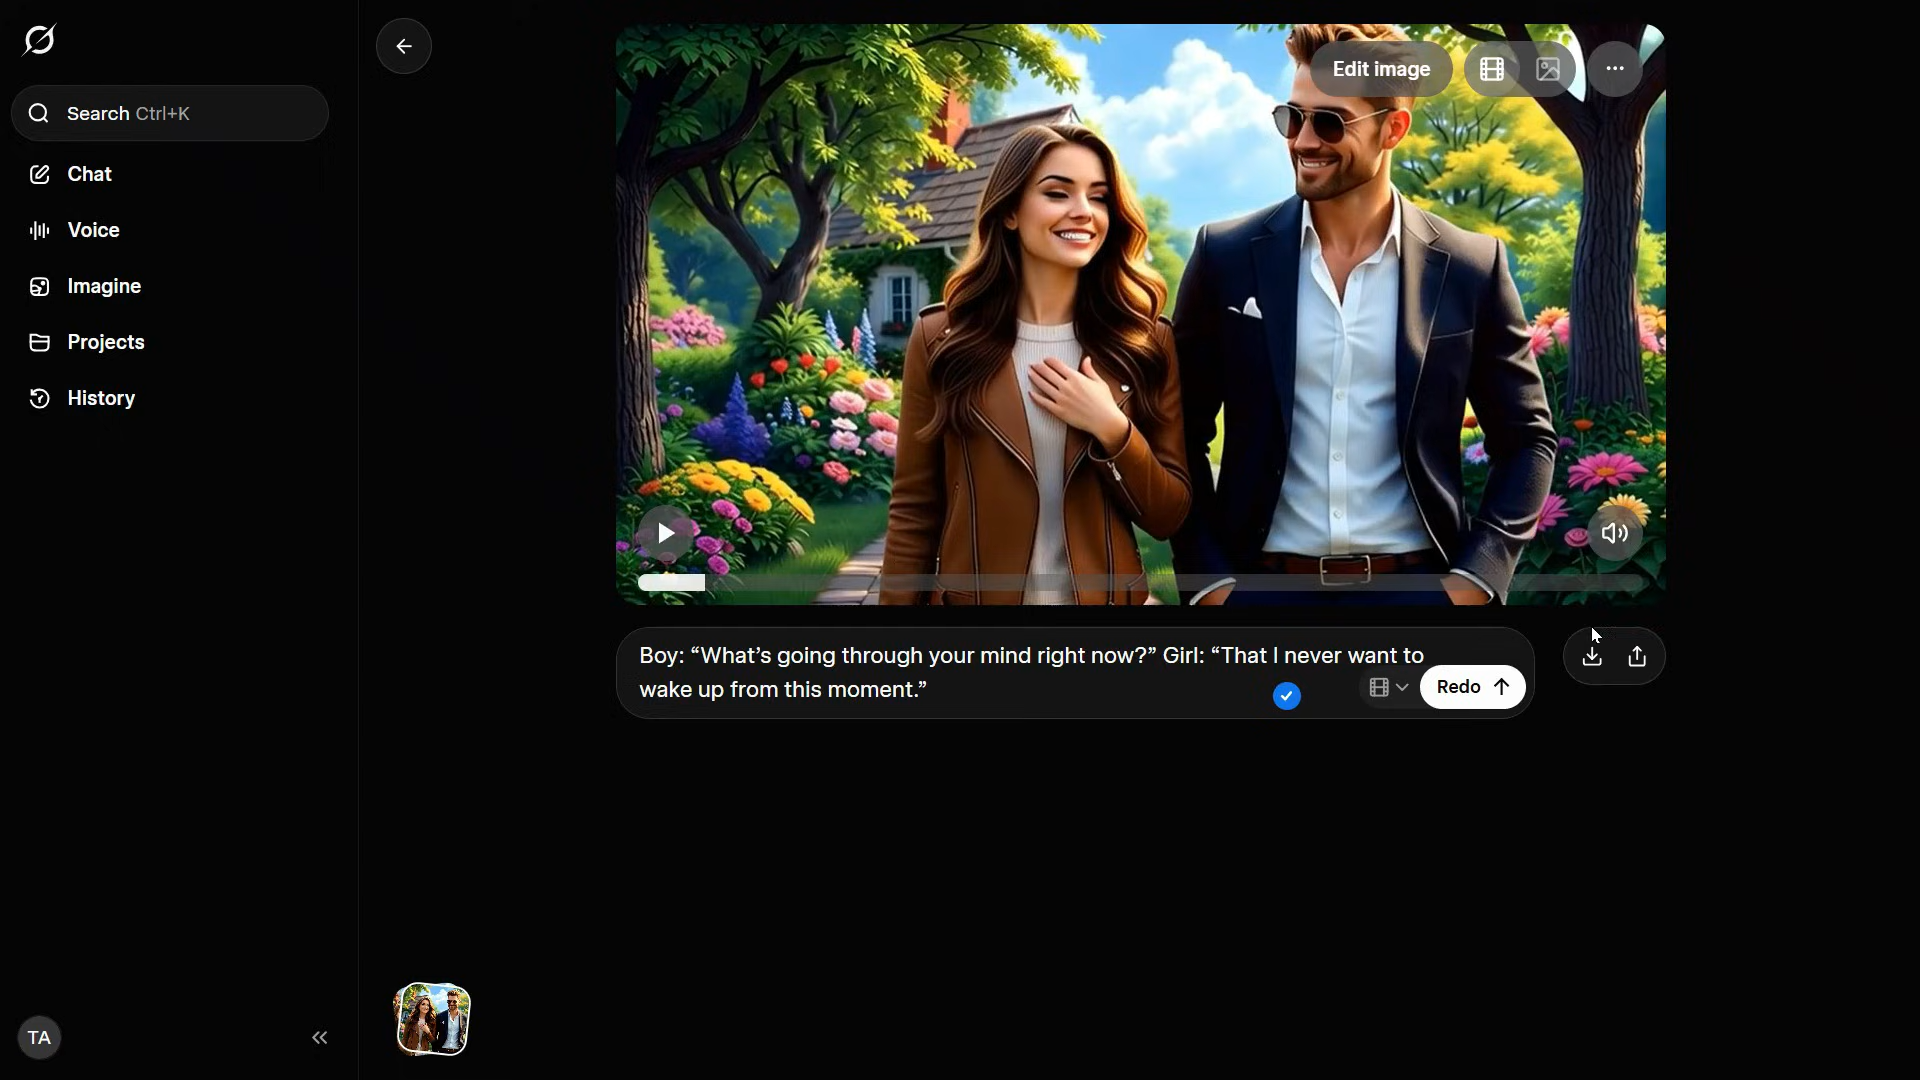 Search Ctrl+K
Chat
Voice
Imagine
Projects
History
TA
Edit image
Boy: “What’s going through your mind right now?” Girl: “That I never want to
wake up from this moment.”
Redo